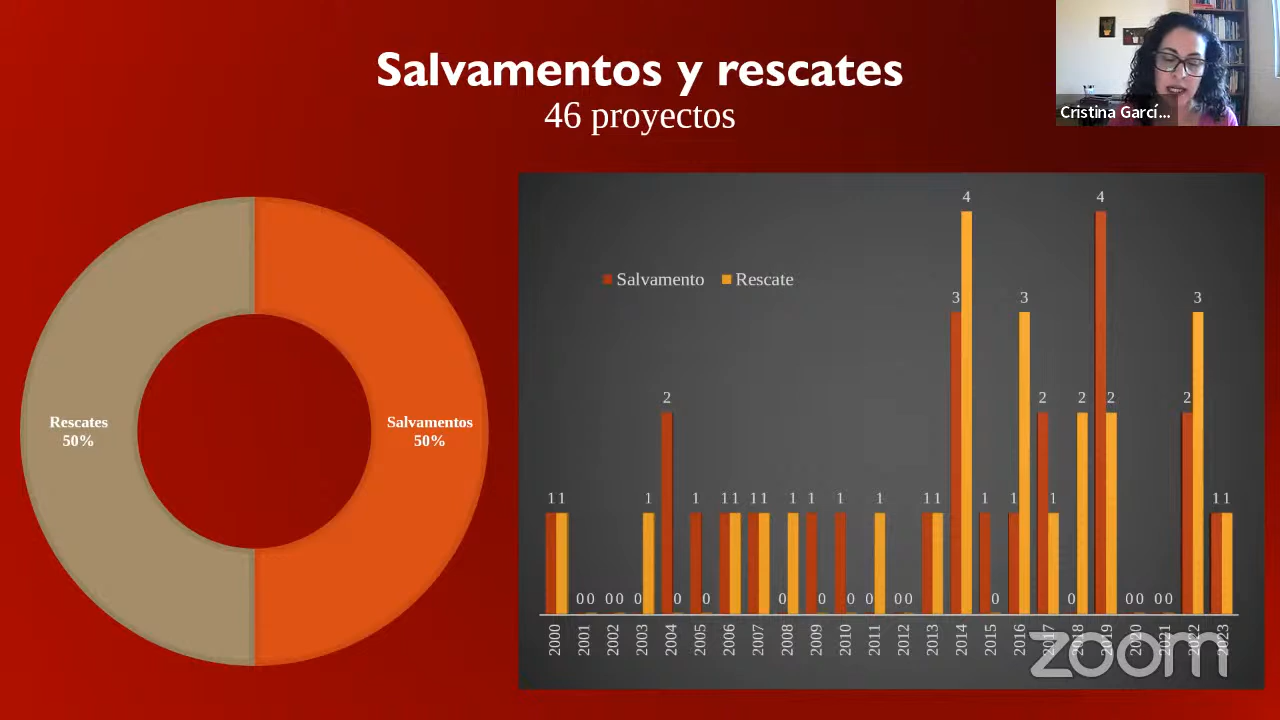 Salvamentos y rescates
46 proyectos
Cristina Garcí...
Rescates
50%
Salvamentos
50%
Salvamento Rescate
4 4
3 3 3
2 2 2 2 2
1 1 1 1 1 1 1 1 1 1 1 1 1 1 1 1 1 1 1
0 0 0 0 0 0 0 0 0 0 0 0 0 0 0 0 0 0 0 0
2000 2001 2002 2003 2004 2005 2006 2007 2008 2009 2010 2011 2012 2013 2014 2015 2016 2017 2018 2019 2020 2021 2022 2023
zoom